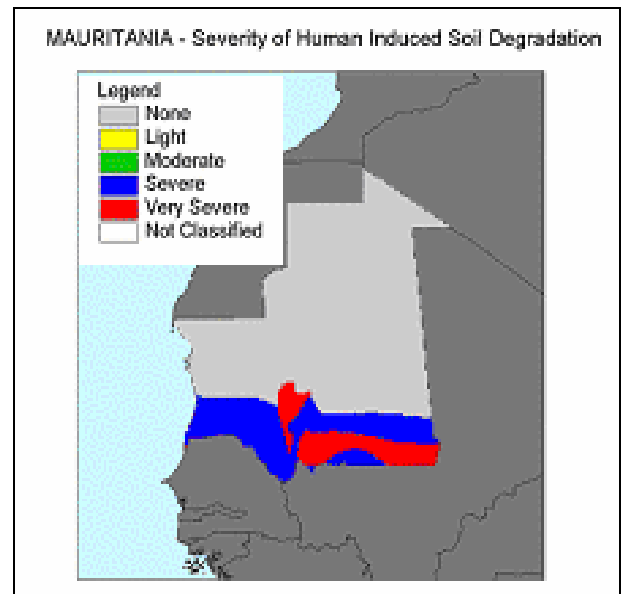 MAURITANIA - Severity of Human Induced Soil Degradation
Legend
None
Light
Moderate
Severe
Very Severe
Not Classified